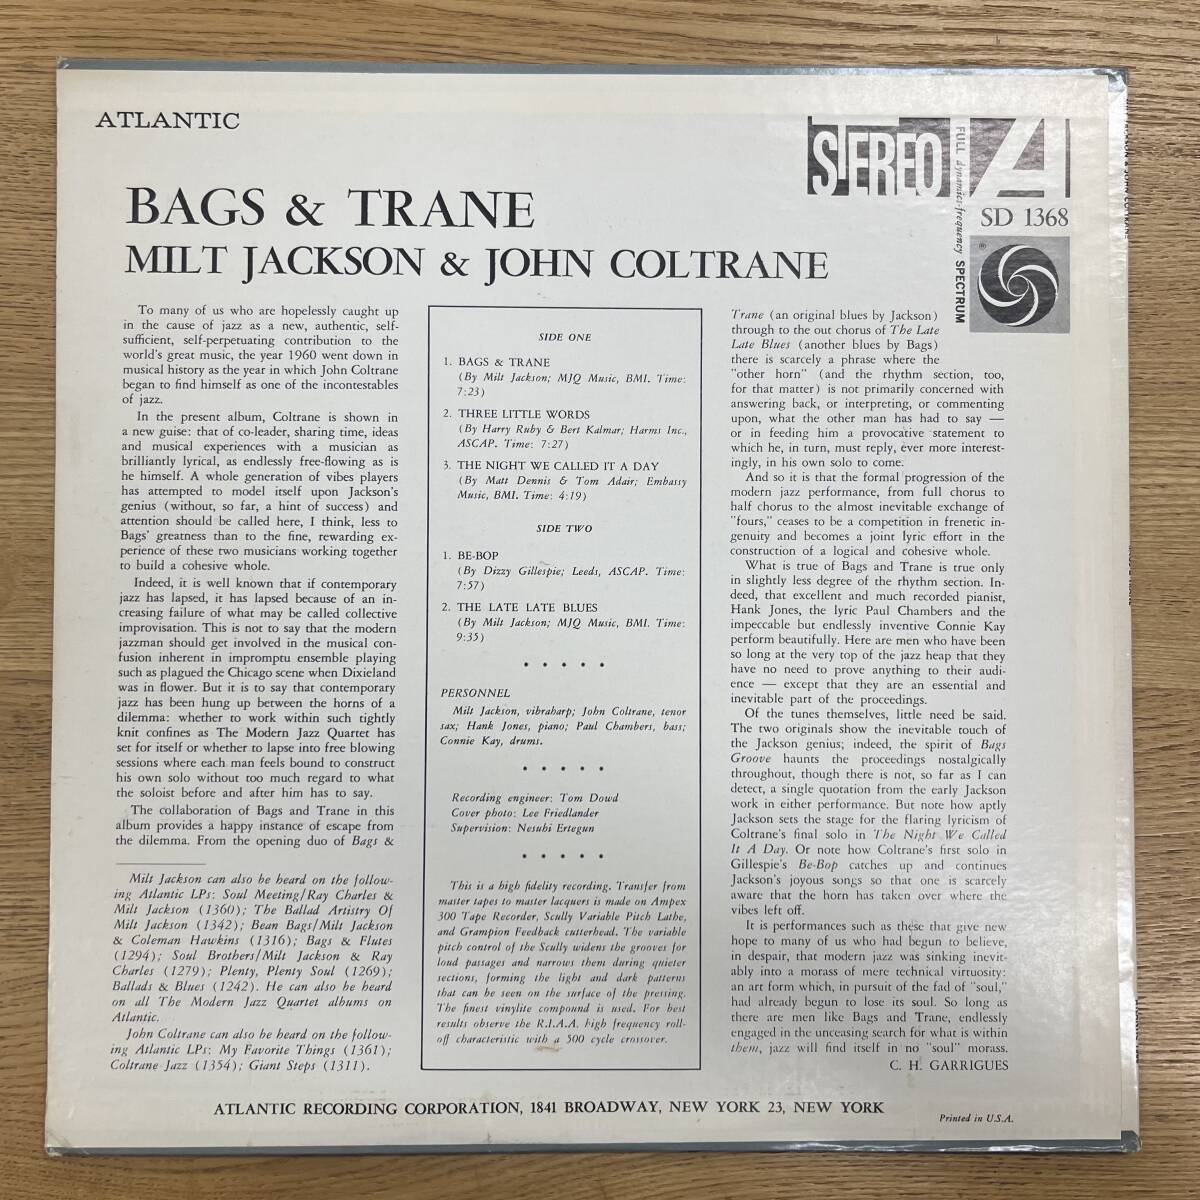 ATLANTIC
STEREO
FULL dynamics-frequency SPECTRUM
SD 1368
®
BAGS & TRANE
MILT JACKSON & JOHN COLTRANE
To many of us who are hopelessly caught up
in the cause of jazz as a new, authentic, self-
sufficient, self-perpetuating contribution to the
world's great music, the year 1960 went down in
musical history as the year in which John Coltrane
began to find himself as one of the incontestables
of jazz.
In the present album, Coltrane is shown in
a new guise: that of co-leader, sharing time, ideas
and musical experiences with a musician as
brilliantly lyrical, as endlessly free-flowing as is
he himself. A whole generation of vibes players
has attempted to model itself upon Jackson's
genius (without, so far, a hint of success) and
attention should be called here, I think, less to
Bags' greatness than to the fine, rewarding ex-
perience of these two musicians working together
to build a cohesive whole.
Indeed, it is well known that if contemporary
jazz has lapsed, it has lapsed because of an in-
creasing failure of what may be called collective
improvisation. This is not to say that the modern
jazzman should get involved in the musical con-
fusion inherent in impromptu ensemble playing
such as plagued the Chicago scene when Dixieland
was in flower. But it is to say that contemporary
jazz has been hung up between the horns of a
dilemma: whether to work within such tightly
knit confines as The Modern Jazz Quartet has
set for itself or whether to lapse into free blowing
sessions where each man feels bound to construct
his own solo without too much regard to what
the soloist before and after him has to say.
The collaboration of Bags and Trane in this
album provides a happy instance of escape from
the dilemma. From the opening duo of Bags &
Milt Jackson can also be heard on the follow-
ing Atlantic LPs: Soul Meeting/Ray Charles &
Milt Jackson (1360); The Ballad Artistry Of
Milt Jackson (1342); Bean Bags/Milt Jackson
& Coleman Hawkins (1316); Bags & Flutes
(1294); Soul Brothers/Milt Jackson & Ray
Charles (1279); Plenty, Plenty Soul (1269);
Ballads & Blues (1242). He can also be heard
on all The Modern Jazz Quartet albums on
Atlantic.
John Coltrane can also be heard on the follow-
ing Atlantic LPs: My Favorite Things (1361);
Coltrane Jazz (1354); Giant Steps (1311).
SIDE ONE
1. BAGS & TRANE
(By Milt Jackson; MJQ Music, BMI. Time:
7:23)
2. THREE LITTLE WORDS
(By Harry Ruby & Bert Kalmar; Harms Inc.,
ASCAP. Time: 7:27)
3. THE NIGHT WE CALLED IT A DAY
(By Matt Dennis & Tom Adair; Embassy
Music, BMI. Time: 4:19)
SIDE TWO
1. BE-BOP
(By Dizzy Gillespie; Leeds, ASCAP. Time:
7:57)
2. THE LATE LATE BLUES
(By Milt Jackson; MJQ Music, BMI. Time:
9:35)
• • • • •
PERSONNEL
Milt Jackson, vibraharp; John Coltrane, tenor
sax; Hank Jones, piano; Paul Chambers, bass;
Connie Kay, drums.
• • • • •
Recording engineer: Tom Dowd
Cover photo: Lee Friedlander
Supervision: Nesuhi Ertegun
• • • • •
This is a high fidelity recording. Transfer from
master tapes to master lacquers is made on Ampex
300 Tape Recorder, Scully Variable Pitch Lathe,
and Grampion Feedback cutterhead. The variable
pitch control of the Scully widens the grooves for
loud passages and narrows them during quieter
sections, forming the light and dark patterns
that can be seen on the surface of the pressing.
The finest vinylite compound is used. For best
results observe the R.I.A.A. high frequency roll-
off characteristic with a 500 cycle crossover.
Trane (an original blues by Jackson)
through to the out chorus of The Late
Late Blues (another blues by Bags)
there is scarcely a phrase where the
"other horn" (and the rhythm section, too,
for that matter) is not primarily concerned with
answering back, or interpreting, or commenting
upon, what the other man has had to say —
or in feeding him a provocative statement to
which he, in turn, must reply, ever more interest-
ingly, in his own solo to come.
And so it is that the formal progression of the
modern jazz performance, from full chorus to
half chorus to the almost inevitable exchange of
"fours," ceases to be a competition in frenetic in-
genuity and becomes a joint lyric effort in the
construction of a logical and cohesive whole.
What is true of Bags and Trane is true only
in slightly less degree of the rhythm section. In-
deed, that excellent and much recorded pianist,
Hank Jones, the lyric Paul Chambers and the
impeccable but endlessly inventive Connie Kay
perform beautifully. Here are men who have been
so long at the very top of the jazz heap that they
have no need to prove anything to their audi-
ence — except that they are an essential and
inevitable part of the proceedings.
Of the tunes themselves, little need be said.
The two originals show the inevitable touch of
the Jackson genius; indeed, the spirit of Bags
Groove haunts the proceedings nostalgically
throughout, though there is not, so far as I can
detect, a single quotation from the early Jackson
work in either performance. But note how aptly
Jackson sets the stage for the flaring lyricism of
Coltrane's final solo in The Night We Called
It A Day. Or note how Coltrane's first solo in
Gillespie's Be-Bop catches up and continues
Jackson's joyous songs so that one is scarcely
aware that the horn has taken over where the
vibes left off.
It is performances such as these that give new
hope to many of us who had begun to believe,
in despair, that modern jazz was sinking inevit-
ably into a morass of mere technical virtuosity:
an art form which, in pursuit of the fad of "soul,"
had already begun to lose its soul. So long as
there are men like Bags and Trane, endlessly
engaged in the unceasing search for what is within
them, jazz will find itself in no "soul" morass.
C. H. GARRIGUES
ATLANTIC RECORDING CORPORATION, 1841 BROADWAY, NEW YORK 23, NEW YORK
Printed in U.S.A.